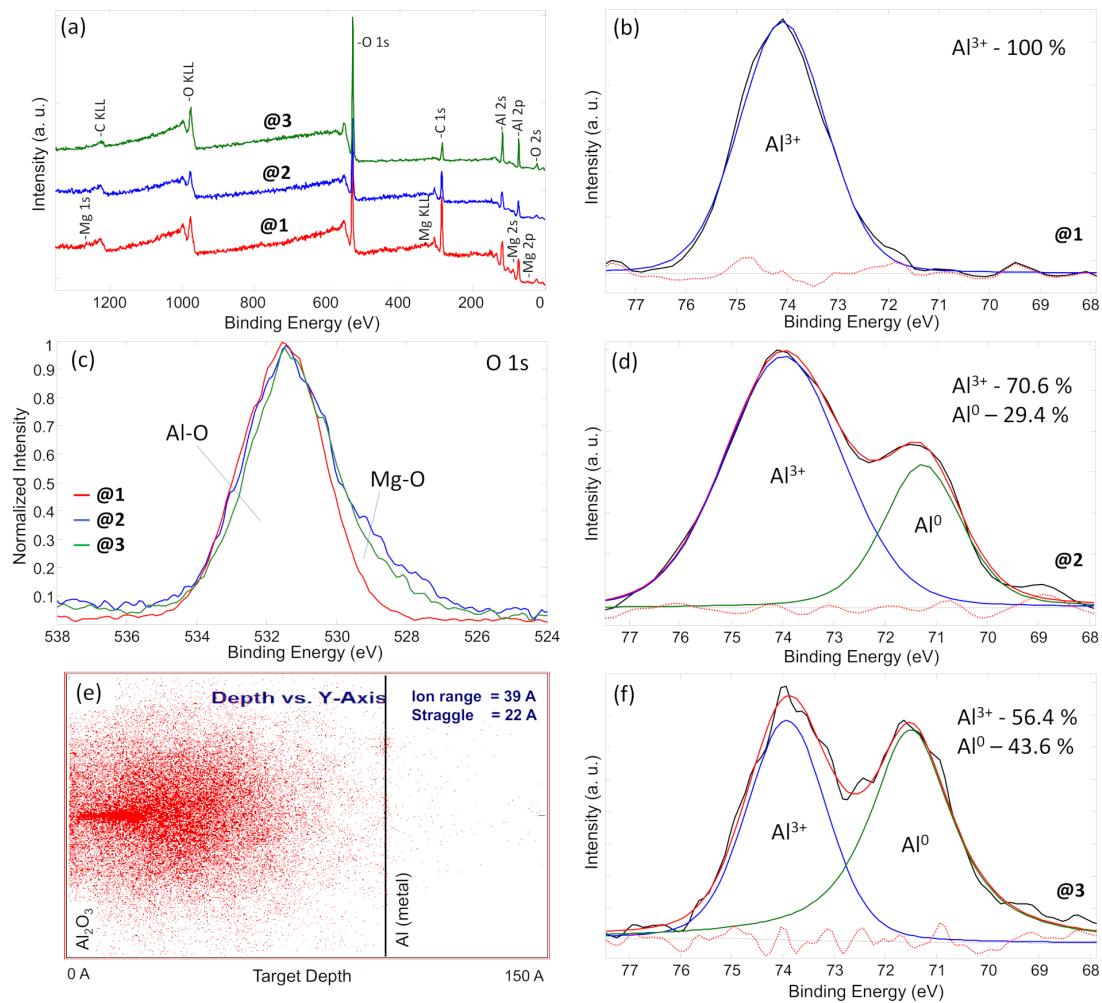 (a)
-O 1s
-O KLL
-C KLL
@3
-C 1s
-Al 2s
-Al 2p
-O 2s
@2
-Mg 1s
@1
-Mg KLL
-Mg 2s
-Mg 2p
Intensity (a. u.)
1200 1000 800 600 400 200 0
Binding Energy (eV)
(b)
Al³⁺ - 100 %
Al³⁺
@1
Intensity (a. u.)
77 76 75 74 73 72 71 70 69 68
Binding Energy (eV)
(c)
O 1s
Al-O
Mg-O
@1
@2
@3
Normalized Intensity
1
0.9
0.8
0.7
0.6
0.5
0.4
0.3
0.2
0.1
538 536 534 532 530 528 526 524
Binding Energy (eV)
(d)
Al³⁺ - 70.6 %
Al⁰ – 29.4 %
Al³⁺
Al⁰
@2
Intensity (a. u.)
77 76 75 74 73 72 71 70 69 68
Binding Energy (eV)
(e)
Depth vs. Y-Axis
Ion range = 39 A
Straggle = 22 A
Al₂O₃
Al (metal)
0 A Target Depth 150 A
(f)
Al³⁺ - 56.4 %
Al⁰ – 43.6 %
Al³⁺
Al⁰
@3
Intensity (a. u.)
77 76 75 74 73 72 71 70 69 68
Binding Energy (eV)